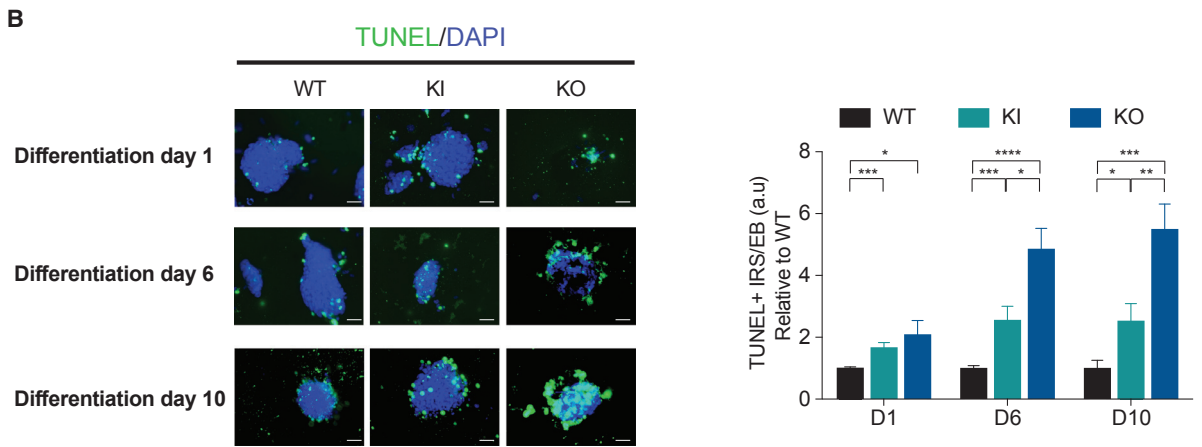 B
TUNEL/DAPI
WT KI KO
Differentiation day 1
Differentiation day 6
Differentiation day 10
WT KI KO
TUNEL+ IRS/EB (a.u)
Relative to WT
8
6
4
2
0
* **** ***
*** *** * * **
D1 D6 D10